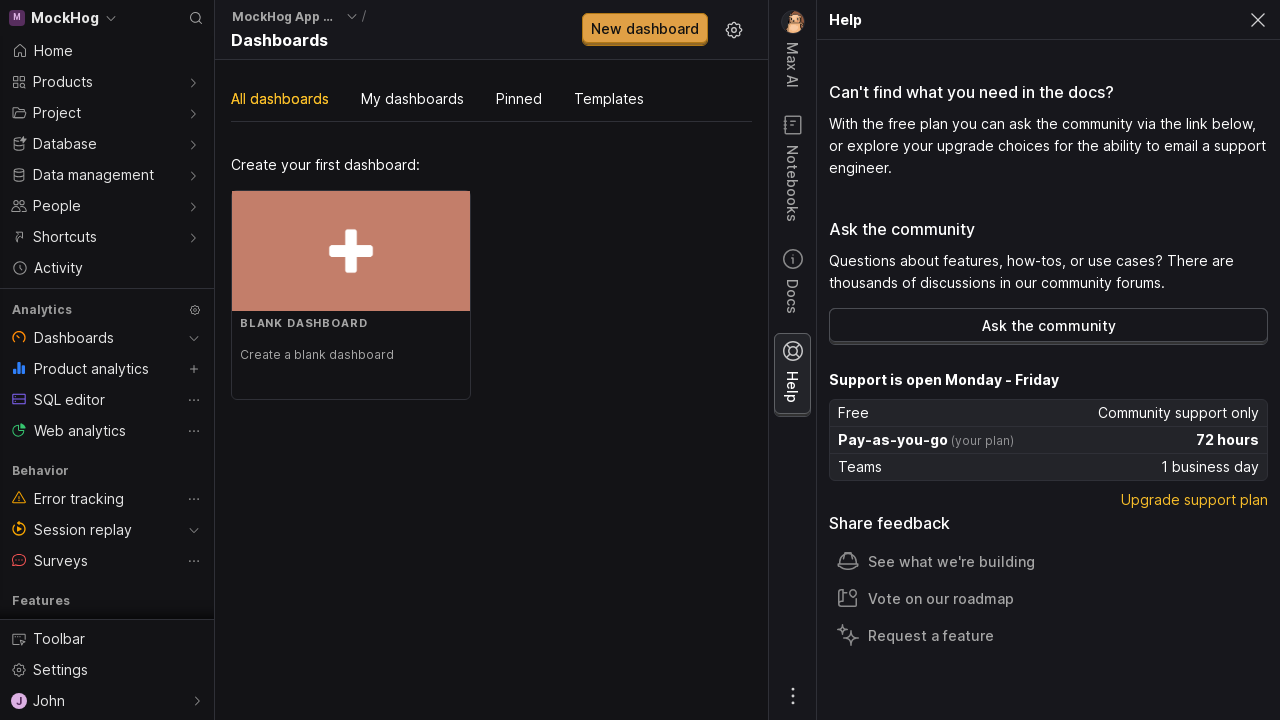 M MockHog
Home
Products
Project
Database
Data management
People
Shortcuts
Activity
Analytics
Dashboards
Product analytics
SQL editor
Web analytics
Behavior
Error tracking
Session replay
Surveys
Features
Toolbar
Settings
J John
MockHog App ... /
Dashboards
New dashboard
All dashboards My dashboards Pinned Templates
Create your first dashboard:
BLANK DASHBOARD
Create a blank dashboard
Max AI
Notebooks
Docs
Help
Help
Can't find what you need in the docs?
With the free plan you can ask the community via the link below,
or explore your upgrade choices for the ability to email a support
engineer.
Ask the community
Questions about features, how-tos, or use cases? There are
thousands of discussions in our community forums.
Ask the community
Support is open Monday - Friday
Free Community support only
Pay-as-you-go (your plan) 72 hours
Teams 1 business day
Upgrade support plan
Share feedback
See what we're building
Vote on our roadmap
Request a feature